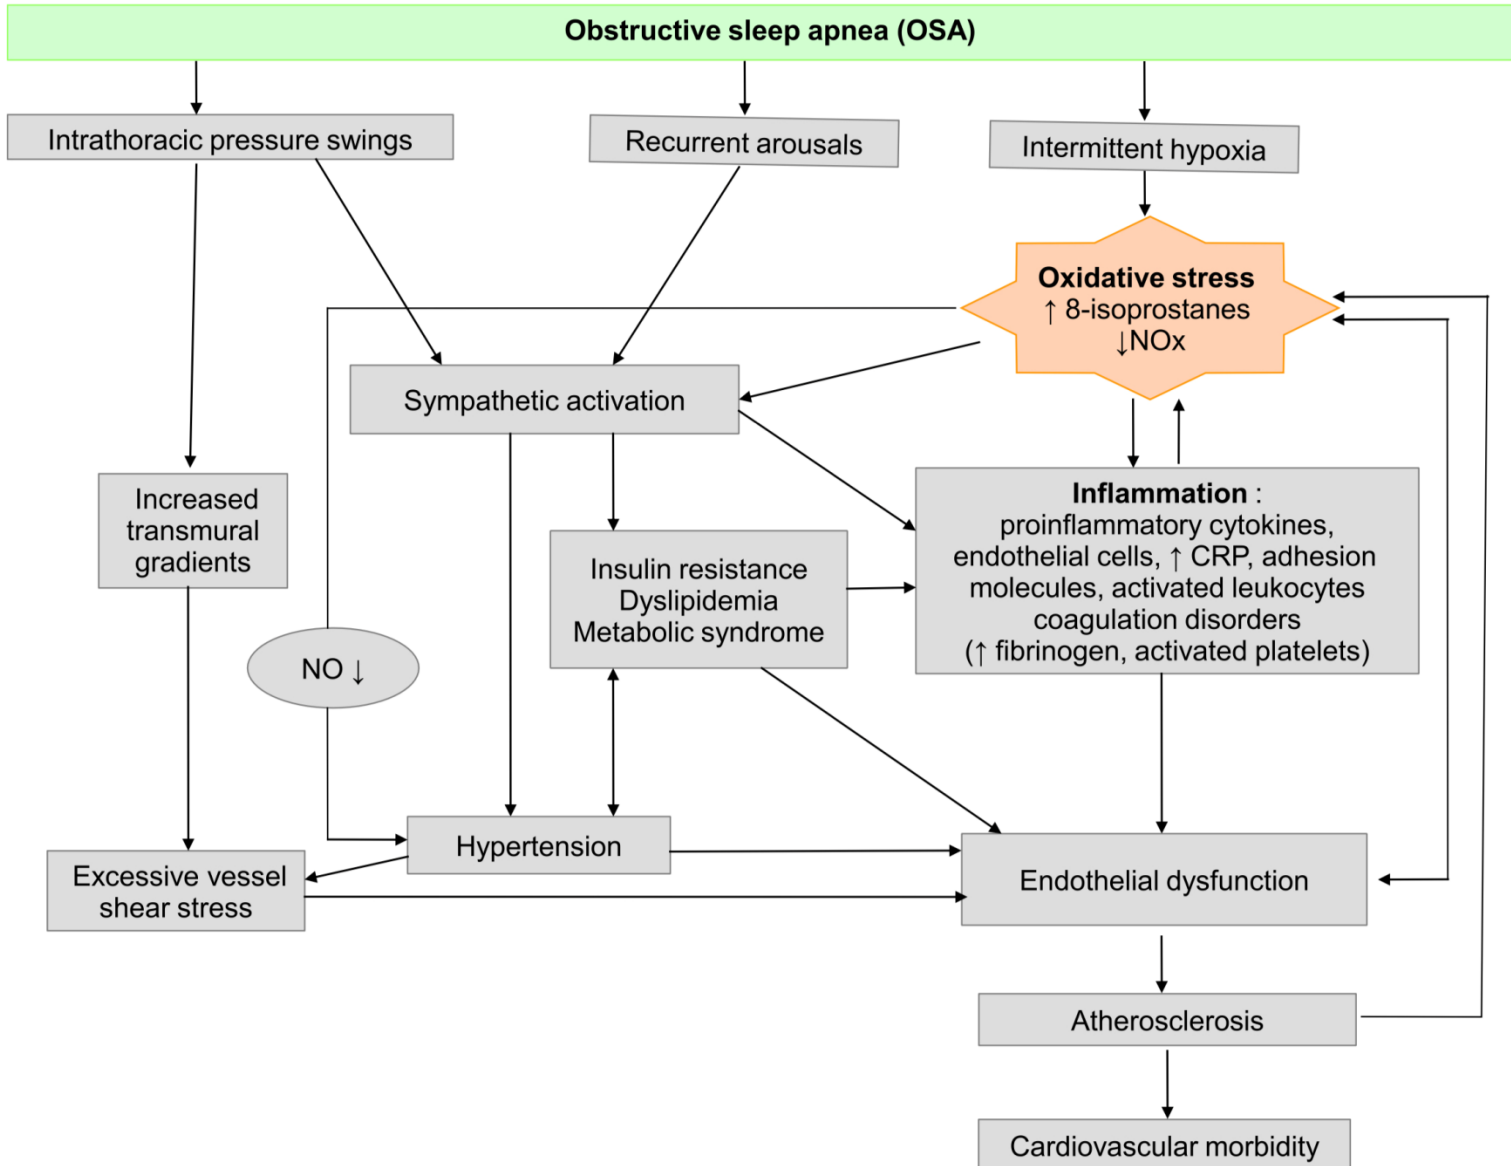 Obstructive sleep apnea (OSA)
Intrathoracic pressure swings
Recurrent arousals
Intermittent hypoxia
Oxidative stress
↑ 8-isoprostanes
↓NOx
Sympathetic activation
Increased
transmural
gradients
Inflammation :
proinflammatory cytokines,
endothelial cells, ↑ CRP, adhesion
molecules, activated leukocytes
coagulation disorders
(↑ fibrinogen, activated platelets)
Insulin resistance
Dyslipidemia
Metabolic syndrome
NO ↓
Hypertension
Excessive vessel
shear stress
Endothelial dysfunction
Atherosclerosis
Cardiovascular morbidity